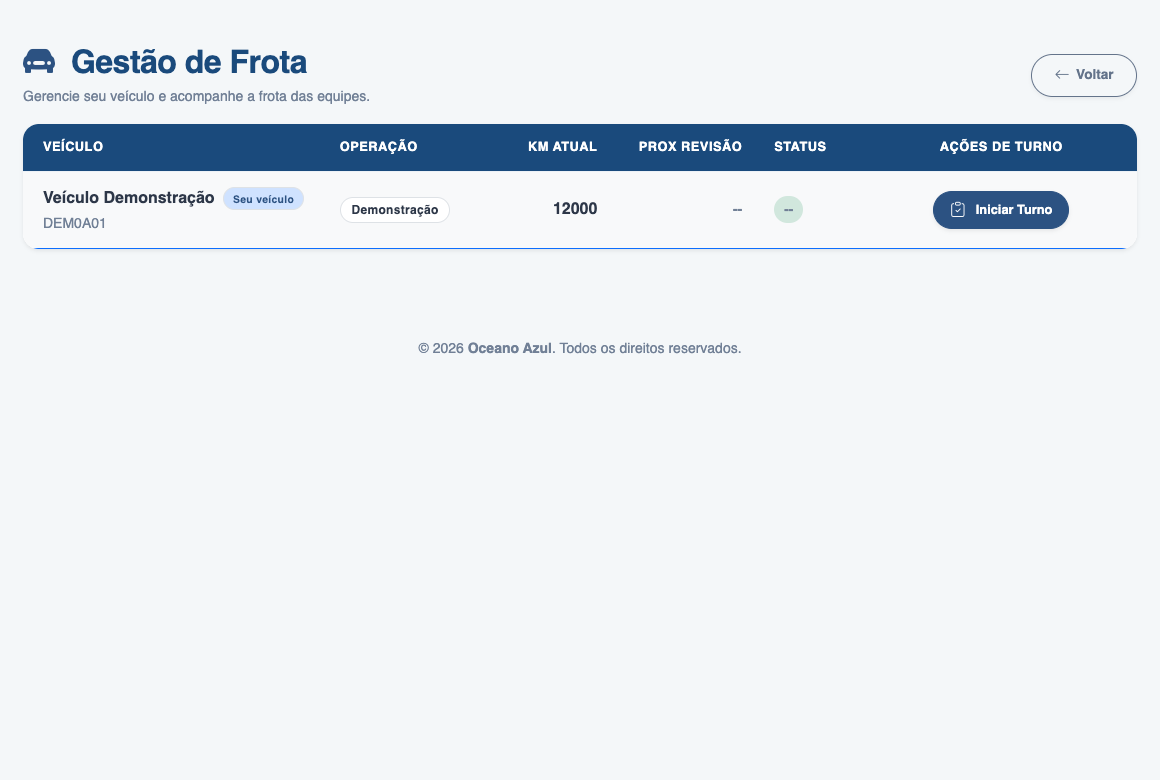 Gestão de Frota
Gerencie seu veículo e acompanhe a frota das equipes.
Voltar
VEÍCULO OPERAÇÃO KM ATUAL PROX REVISÃO STATUS AÇÕES DE TURNO
Veículo Demonstração Seu veículo
DEM0A01
Demonstração 12000 -- -- Iniciar Turno
© 2026 Oceano Azul. Todos os direitos reservados.